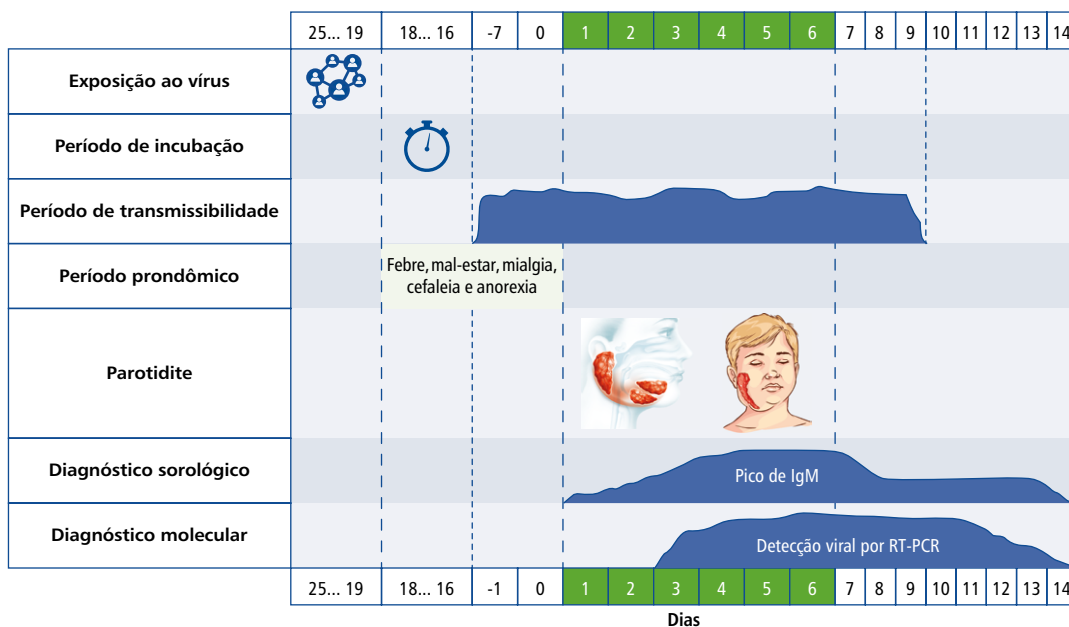 25... 19 18... 16 -7 0 1 2 3 4 5 6 7 8 9 10 11 12 13 14
Exposição ao vírus
Período de incubação
Período de transmissibilidade
Período prondômico
Febre, mal-estar, mialgia,
cefaleia e anorexia
Parotidite
Diagnóstico sorológico
Pico de IgM
Diagnóstico molecular
Detecção viral por RT-PCR
25... 19 18... 16 -1 0 1 2 3 4 5 6 7 8 9 10 11 12 13 14
Dias